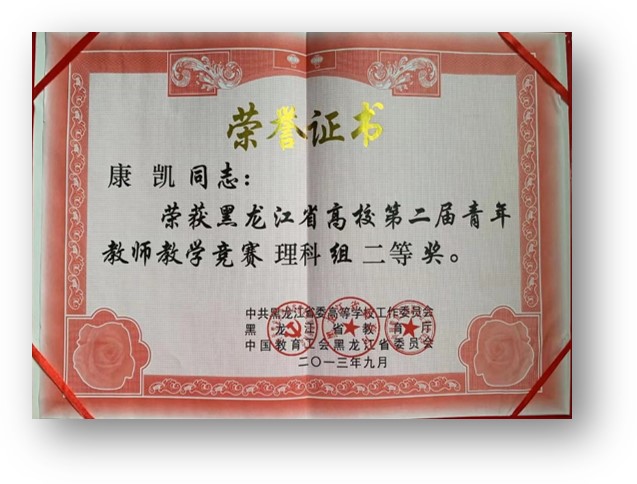 荣誉证书
康 凯 同志：
荣获黑龙江省高校第二届青年
教师教学竞赛 理科组 二等奖。
中共黑龙江省委高等学校工作委员会
黑龙江省教育厅
中国教育工会黑龙江省委员会
二〇一三年九月